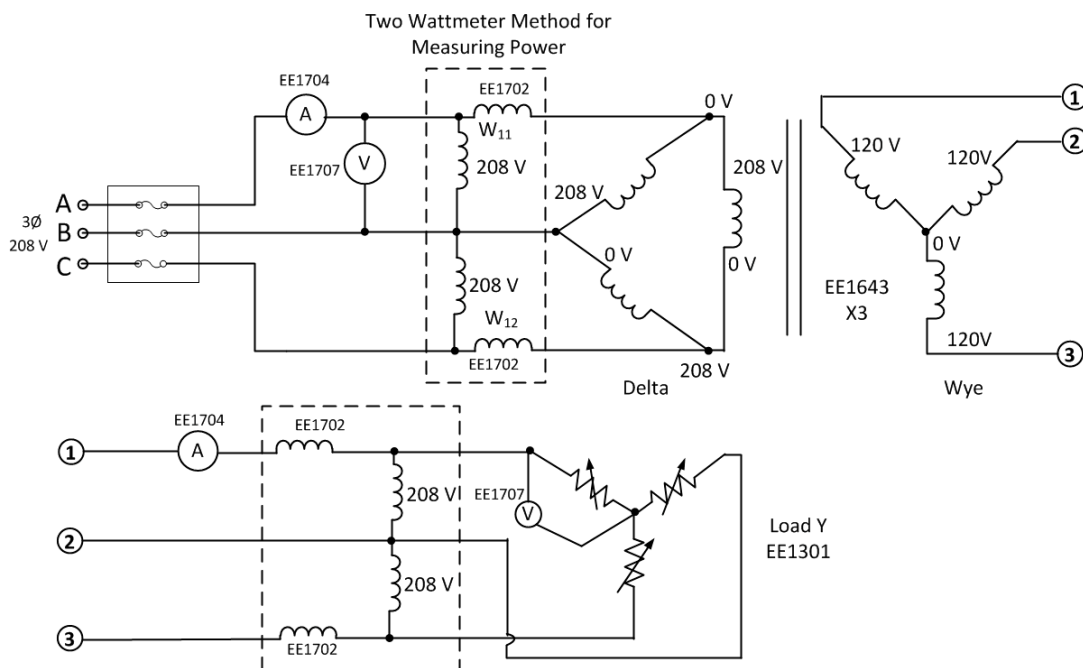 Two Wattmeter Method for
Measuring Power
EE1704
A
EE1702
W11
208 V
V
EE1707
A
3Ø
208 V
B
C
208 V
W12
EE1702
0 V
208 V
208 V
0 V
0 V
208 V
Delta
1
2
120 V
120V
0 V
EE1643
X3
120V
3
Wye
EE1704
EE1702
1
A
208 V
EE1707
V
2
208 V
Load Y
EE1301
3
EE1702